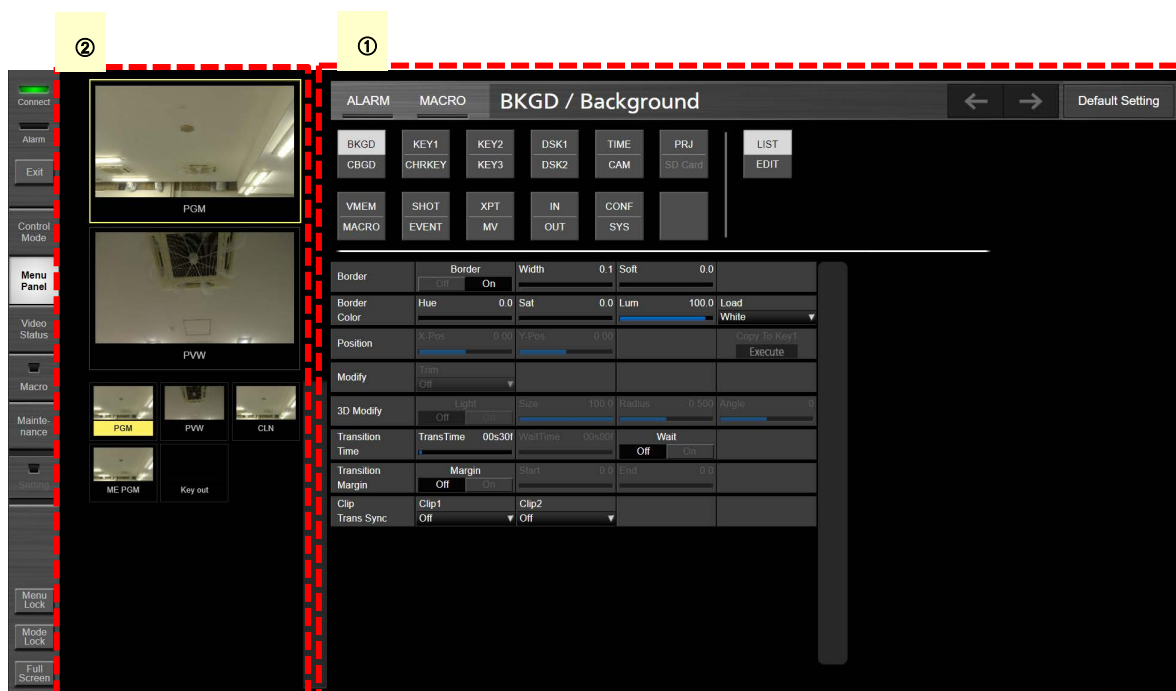 ②
①
Connect
Alarm
Exit
Control
Mode
Menu
Panel
Video
Status
Macro
Mainte-
nance
Setting
Menu
Lock
Mode
Lock
Full
Screen
PGM
PVW
PGM PVW CLN
ME PGM Key out
ALARM MACRO BKGD / Background ← → Default Setting
BKGD KEY1 KEY2 DSK1 TIME PRJ LIST
CBGD CHRKEY KEY3 DSK2 CAM SD Card EDIT
VMEM SHOT XPT IN CONF
MACRO EVENT MV OUT SYS
Border Border Off On Width 0.1 Soft 0.0
Border
Color Hue 0.0 Sat 0.0 Lum 100.0 Load
White
Position X-Pos 0.00 Y-Pos 0.00 Copy To Key1
Execute
Modify Trim
Off
3D Modify Light Off On Size 100.0 Radius 0.500 Angle 0
Transition
Time TransTime 00s30f WaitTime 00s00f Wait
Off On
Transition
Margin Margin Off On Start 0.0 End 0.0
Clip
Trans Sync Clip1 Clip2
Off Off